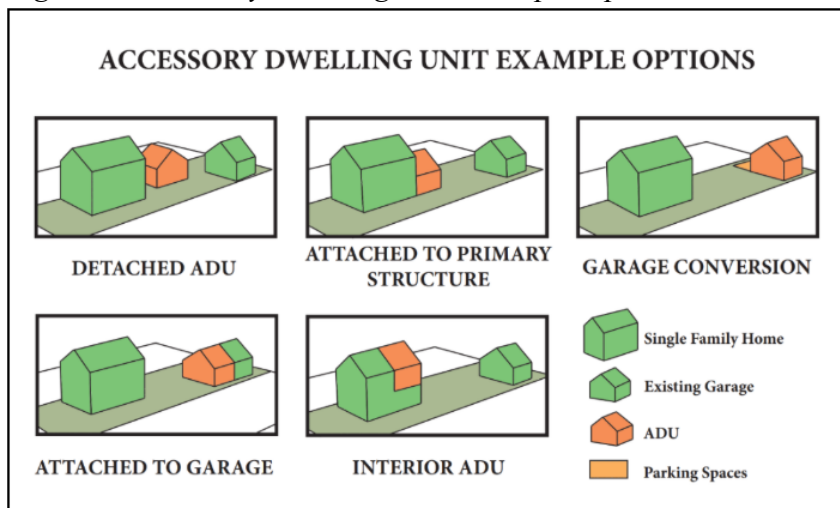 ACCESSORY DWELLING UNIT EXAMPLE OPTIONS
DETACHED ADU
ATTACHED TO PRIMARY
STRUCTURE
GARAGE CONVERSION
ATTACHED TO GARAGE
INTERIOR ADU
Single Family Home
Existing Garage
ADU
Parking Spaces